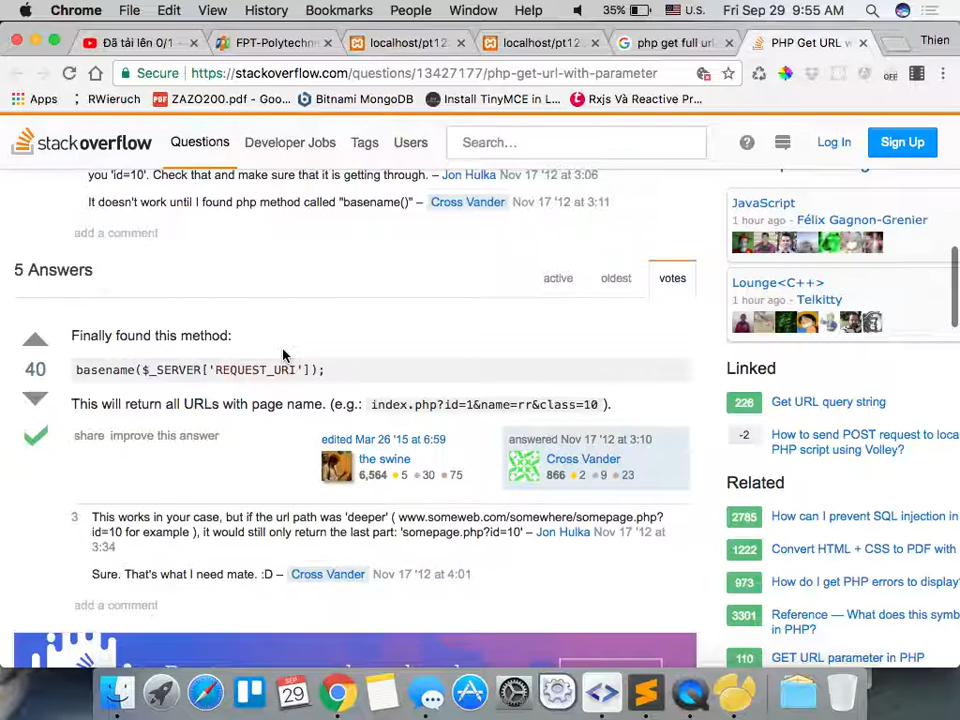 Chrome File Edit View History Bookmarks People Window Help 35% U.S. Fri Sep 29 9:55 AM
Đã tải lên 0/1 FPT-Polytechn localhost/pt12 localhost/pt12 php get full url PHP Get URL w Thien
Secure https://stackoverflow.com/questions/13427177/php-get-url-with-parameter OFF
Apps RWieruch PDF ZAZO200.pdf - Goo... Bitnami MongoDB Install TinyMCE in L... Rxjs Và Reactive Pr...
stackoverflow Questions Developer Jobs Tags Users Search... Log In Sign Up
you 'id=10'. Check that and make sure that it is getting through. – Jon Hulka Nov 17 '12 at 3:06
It doesn't work until I found php method called "basename()" – Cross Vander Nov 17 '12 at 3:11
add a comment
5 Answers
active oldest votes
40
Finally found this method:
basename($_SERVER['REQUEST_URI']);
This will return all URLs with page name. (e.g.: index.php?id=1&name=rr&class=10 ).
share improve this answer
edited Mar 26 '15 at 6:59
the swine
6,564 5 30 75
answered Nov 17 '12 at 3:10
Cross Vander
866 2 9 23
3 This works in your case, but if the url path was 'deeper' ( www.someweb.com/somewhere/somepage.php?
id=10 for example ), it would still only return the last part: 'somepage.php?id=10' – Jon Hulka Nov 17 '12 at
3:34
Sure. That's what I need mate. :D – Cross Vander Nov 17 '12 at 4:01
add a comment
JavaScript
1 hour ago - Félix Gagnon-Grenier
Lounge<C++>
1 hour ago - Telkitty
Linked
226 Get URL query string
-2 How to send POST request to loca
PHP script using Volley?
Related
2785 How can I prevent SQL injection in
1222 Convert HTML + CSS to PDF with
973 How do I get PHP errors to display
3301 Reference — What does this symb
in PHP?
110 GET URL parameter in PHP
SEP
29